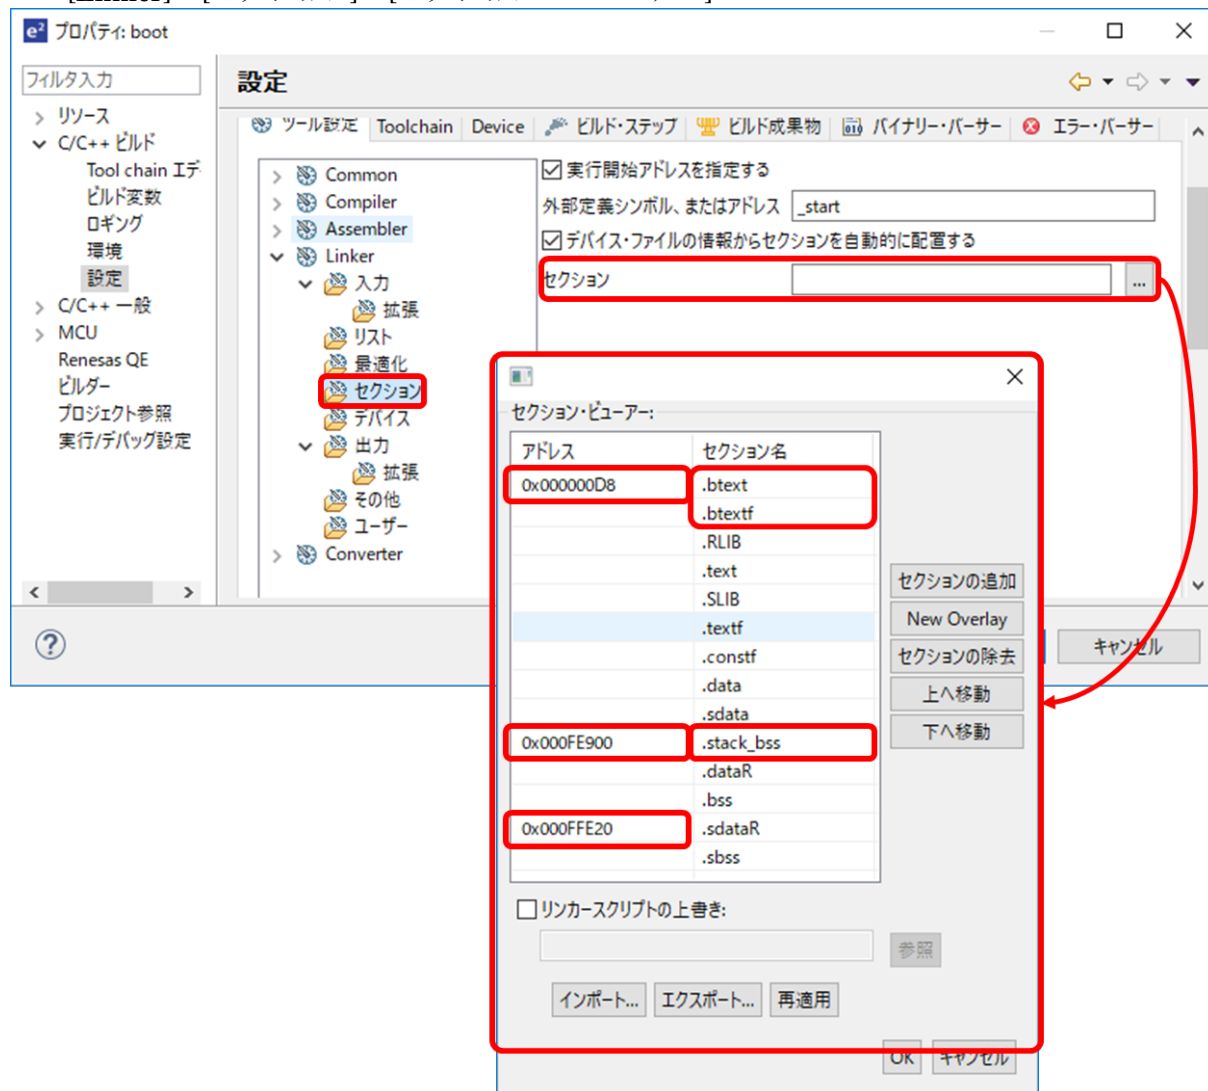 e² プロパティ: boot
フィルタ入力
設定
リソース
C/C++ ビルド
Tool chain エデ
ビルド変数
ロギング
環境
設定
C/C++ 一般
MCU
Renesas QE
ビルダー
プロジェクト参照
実行/デバッグ設定
ツール設定 Toolchain Device ビルド・ステップ ビルド成果物 バイナリー・パーサー エラー・パーサー
Common
Compiler
Assembler
Linker
入力
拡張
リスト
最適化
セクション
デバイス
出力
拡張
その他
ユーザー
Converter
実行開始アドレスを指定する
外部定義シンボル、またはアドレス _start
デバイス・ファイルの情報からセクションを自動的に配置する
セクション ...
キャンセル
セクション・ビューアー:
アドレス セクション名
0x000000D8 .btext
.btextf
.RLIB
.text
.SLIB
.textf
.constf
.data
.sdata
0x000FE900 .stack_bss
.dataR
.bss
0x000FFE20 .sdataR
.sbss
セクションの追加
New Overlay
セクションの除去
上へ移動
下へ移動
リンカースクリプトの上書き:
参照
インポート... エクスポート... 再適用
OK キャンセル